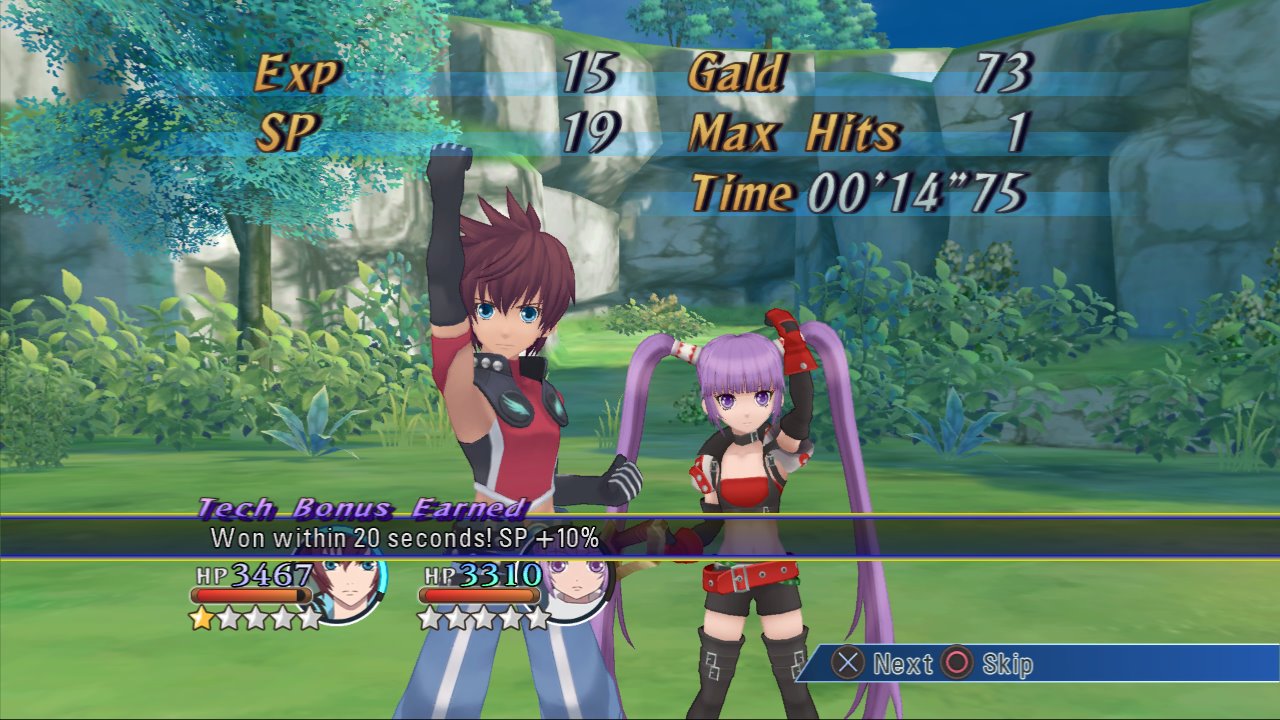 Exp 15 Gald 73
SP 19 Max Hits 1
Time 00'14"75
Tech Bonus Earned
Won within 20 seconds! SP +10%
HP 3467 HP 3310
Next Skip